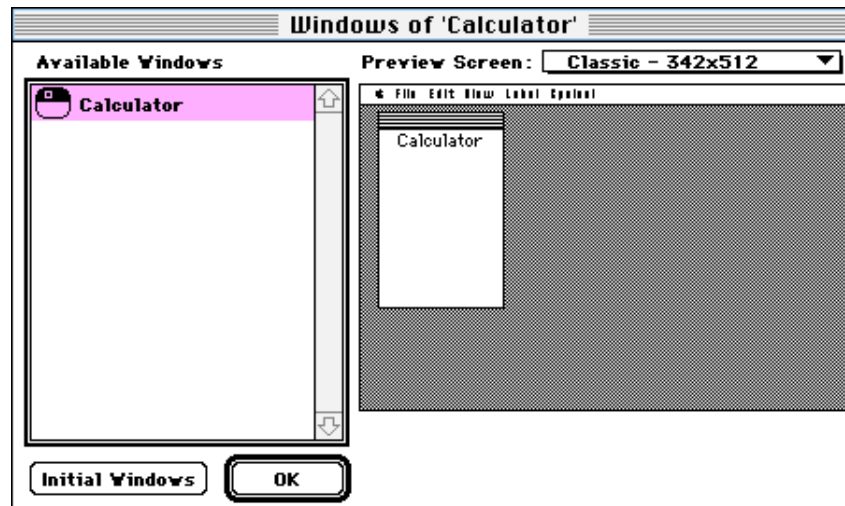 Windows of 'Calculator'
Available Windows
Preview Screen: Classic - 342x512
Calculator
File Edit View Label Special
Calculator
Initial Windows
OK